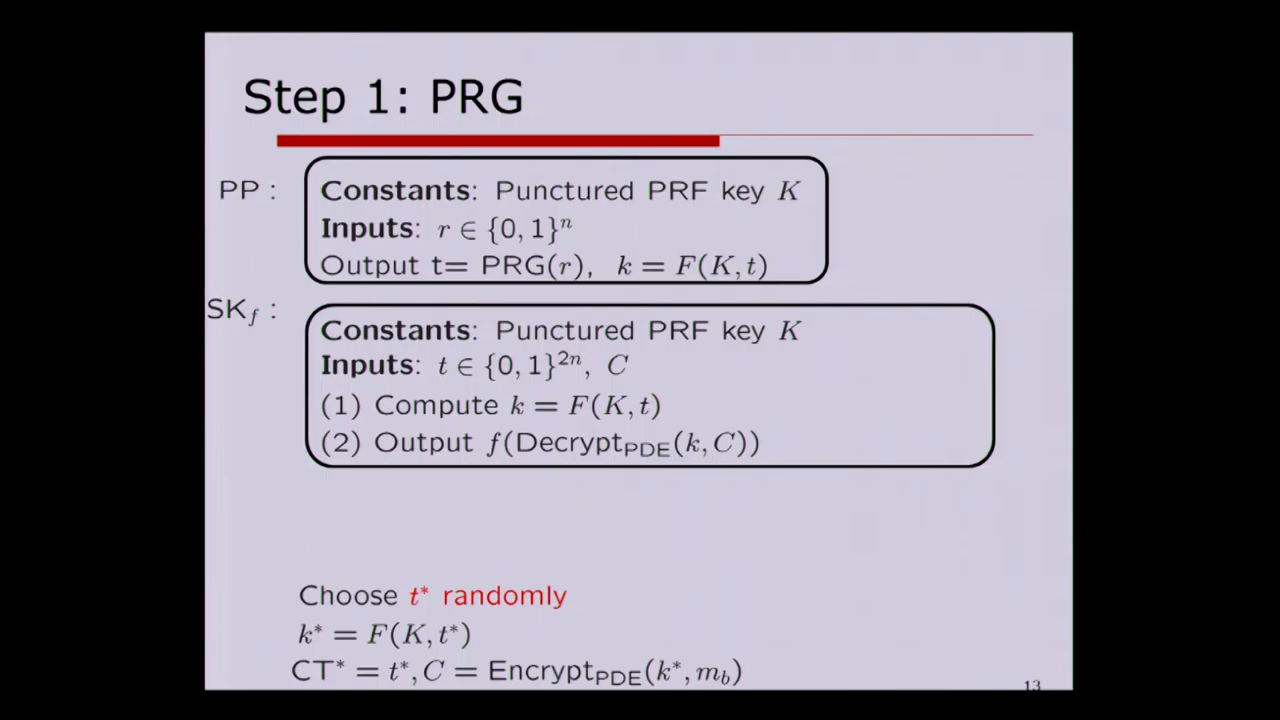 Step 1: PRG
PP :
Constants: Punctured PRF key K
Inputs: r ∈ {0, 1}ⁿ
Output t= PRG(r), k = F(K, t)
SK_f :
Constants: Punctured PRF key K
Inputs: t ∈ {0, 1}²ⁿ, C
(1) Compute k = F(K, t)
(2) Output f(Decrypt_PDE(k, C))
Choose t* randomly
k* = F(K, t*)
CT* = t*, C = Encrypt_PDE(k*, m_b)
13